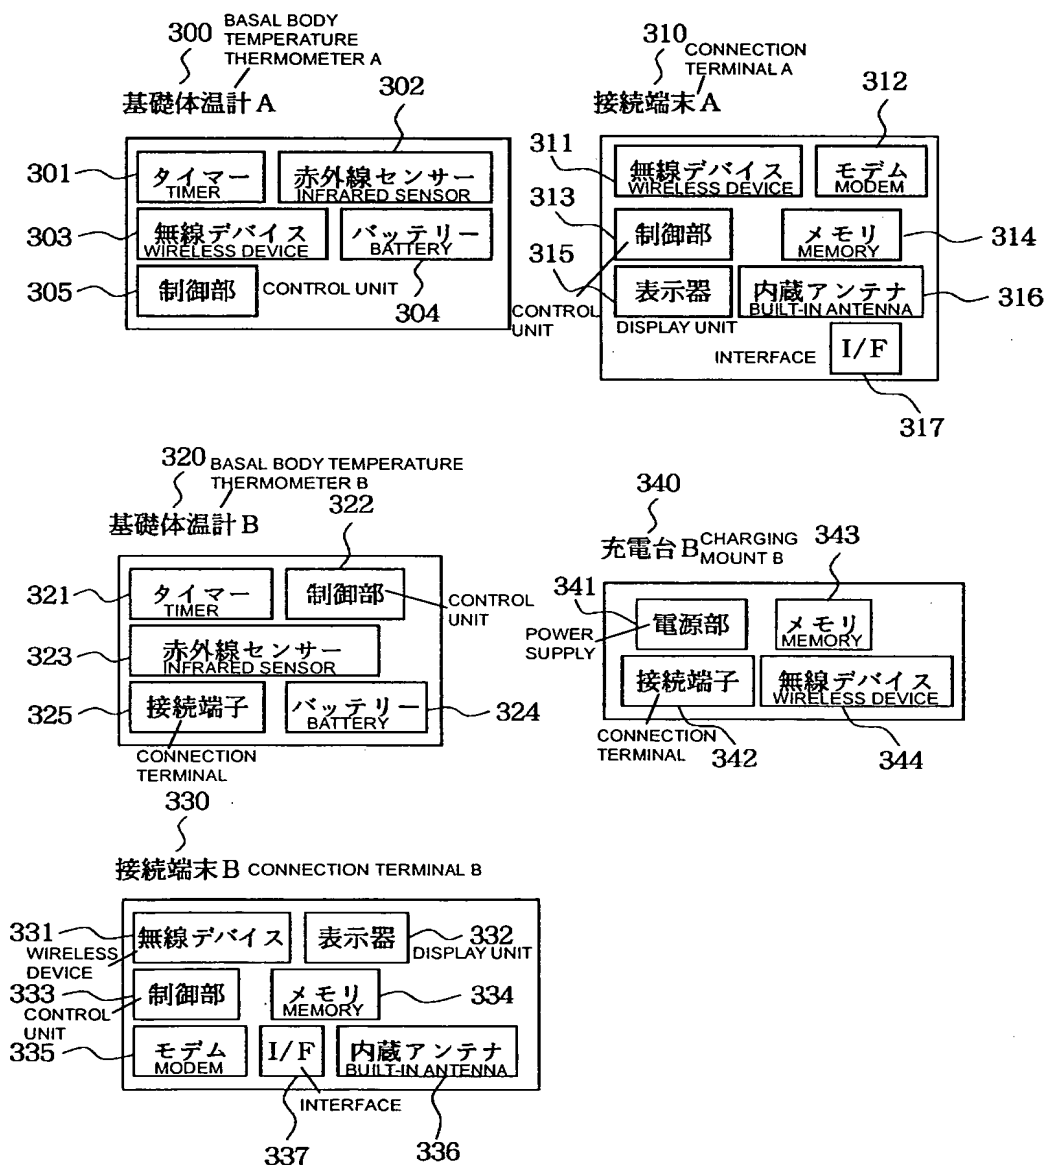 300
BASAL BODY
TEMPERATURE
THERMOMETER A
基礎体温計 A
302
301
タイマー
TIMER
赤外線センサー
INFRARED SENSOR
303
無線デバイス
WIRELESS DEVICE
バッテリー
BATTERY
305
制御部
CONTROL UNIT
304
310
CONNECTION
TERMINAL A
接続端末 A
312
311
無線デバイス
WIRELESS DEVICE
モデム
MODEM
313
制御部
メモリ
MEMORY
314
315
表示器
内蔵アンテナ
BUILT-IN ANTENNA
316
CONTROL
UNIT
DISPLAY UNIT
INTERFACE
I/F
317
320
BASAL BODY TEMPERATURE
THERMOMETER B
基礎体温計 B
322
321
タイマー
TIMER
制御部
CONTROL
UNIT
323
赤外線センサー
INFRARED SENSOR
325
接続端子
バッテリー
BATTERY
324
CONNECTION
TERMINAL
340
充電台 B
CHARGING
MOUNT B
343
341
POWER
SUPPLY
電源部
メモリ
MEMORY
接続端子
無線デバイス
WIRELESS DEVICE
CONNECTION
TERMINAL
342
344
330
接続端末 B
CONNECTION TERMINAL B
331
WIRELESS
DEVICE
無線デバイス
表示器
332
DISPLAY UNIT
333
CONTROL
UNIT
制御部
メモリ
MEMORY
334
335
モデム
MODEM
I/F
内蔵アンテナ
BUILT-IN ANTENNA
INTERFACE
337
336